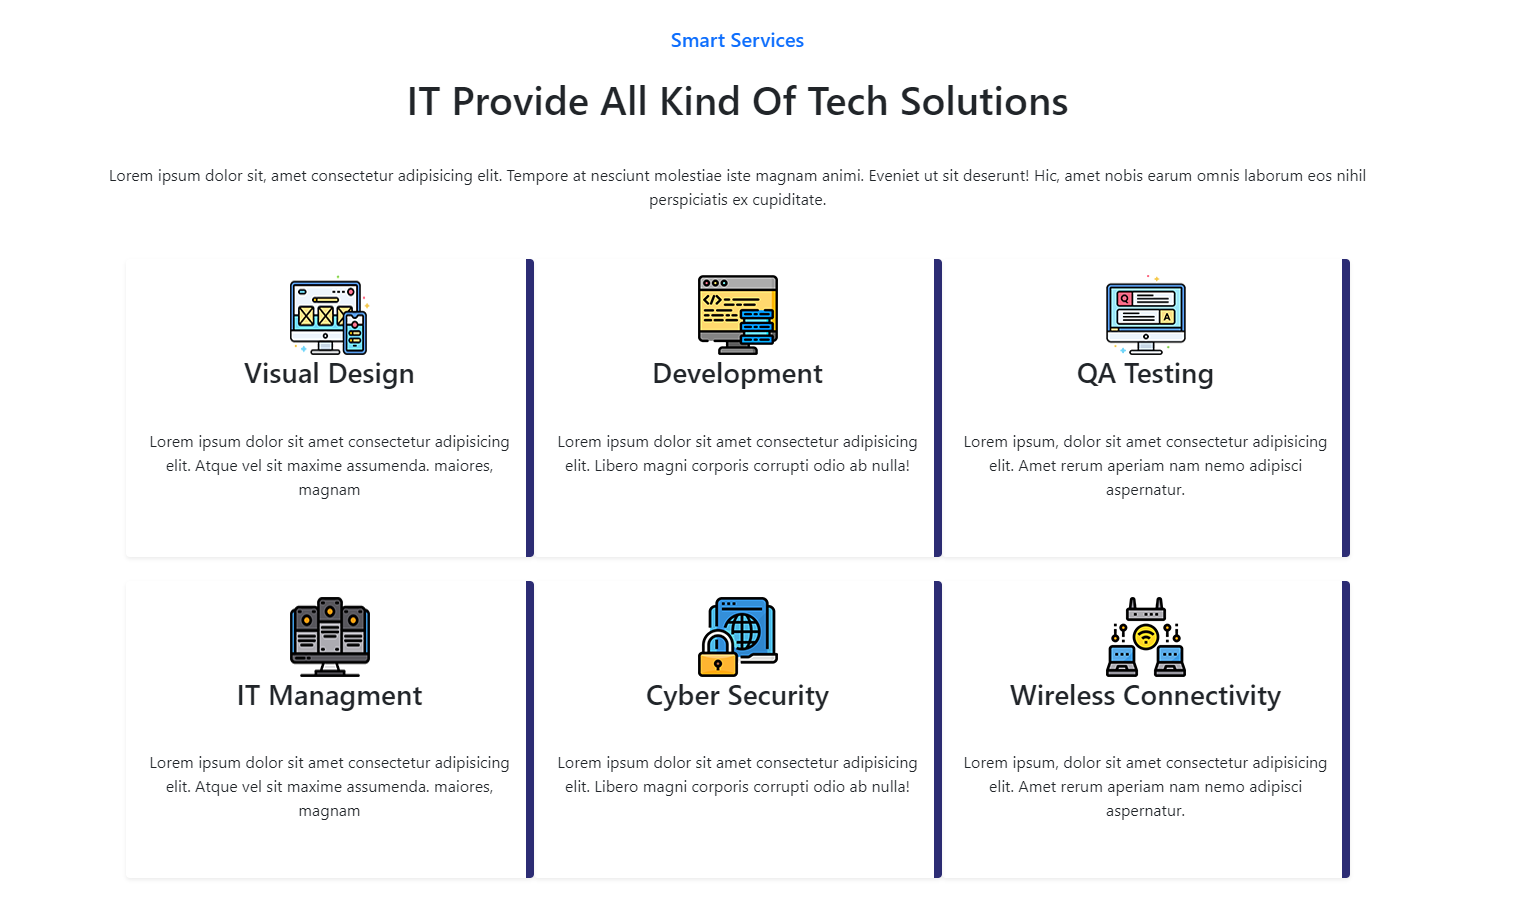 Smart Services
IT Provide All Kind Of Tech Solutions
Lorem ipsum dolor sit, amet consectetur adipisicing elit. Tempore at nesciunt molestiae iste magnam animi. Eveniet ut sit deserunt! Hic, amet nobis earum omnis laborum eos nihil
perspiciatis ex cupiditate.
Visual Design
Lorem ipsum dolor sit amet consectetur adipisicing
elit. Atque vel sit maxime assumenda. maiores,
magnam
</>
Development
Lorem ipsum dolor sit amet consectetur adipisicing
elit. Libero magni corporis corrupti odio ab nulla!
Q
A
QA Testing
Lorem ipsum, dolor sit amet consectetur adipisicing
elit. Amet rerum aperiam nam nemo adipisci
aspernatur.
IT Managment
Lorem ipsum dolor sit amet consectetur adipisicing
elit. Atque vel sit maxime assumenda. maiores,
magnam
Cyber Security
Lorem ipsum dolor sit amet consectetur adipisicing
elit. Libero magni corporis corrupti odio ab nulla!
Wireless Connectivity
Lorem ipsum, dolor sit amet consectetur adipisicing
elit. Amet rerum aperiam nam nemo adipisci
aspernatur.